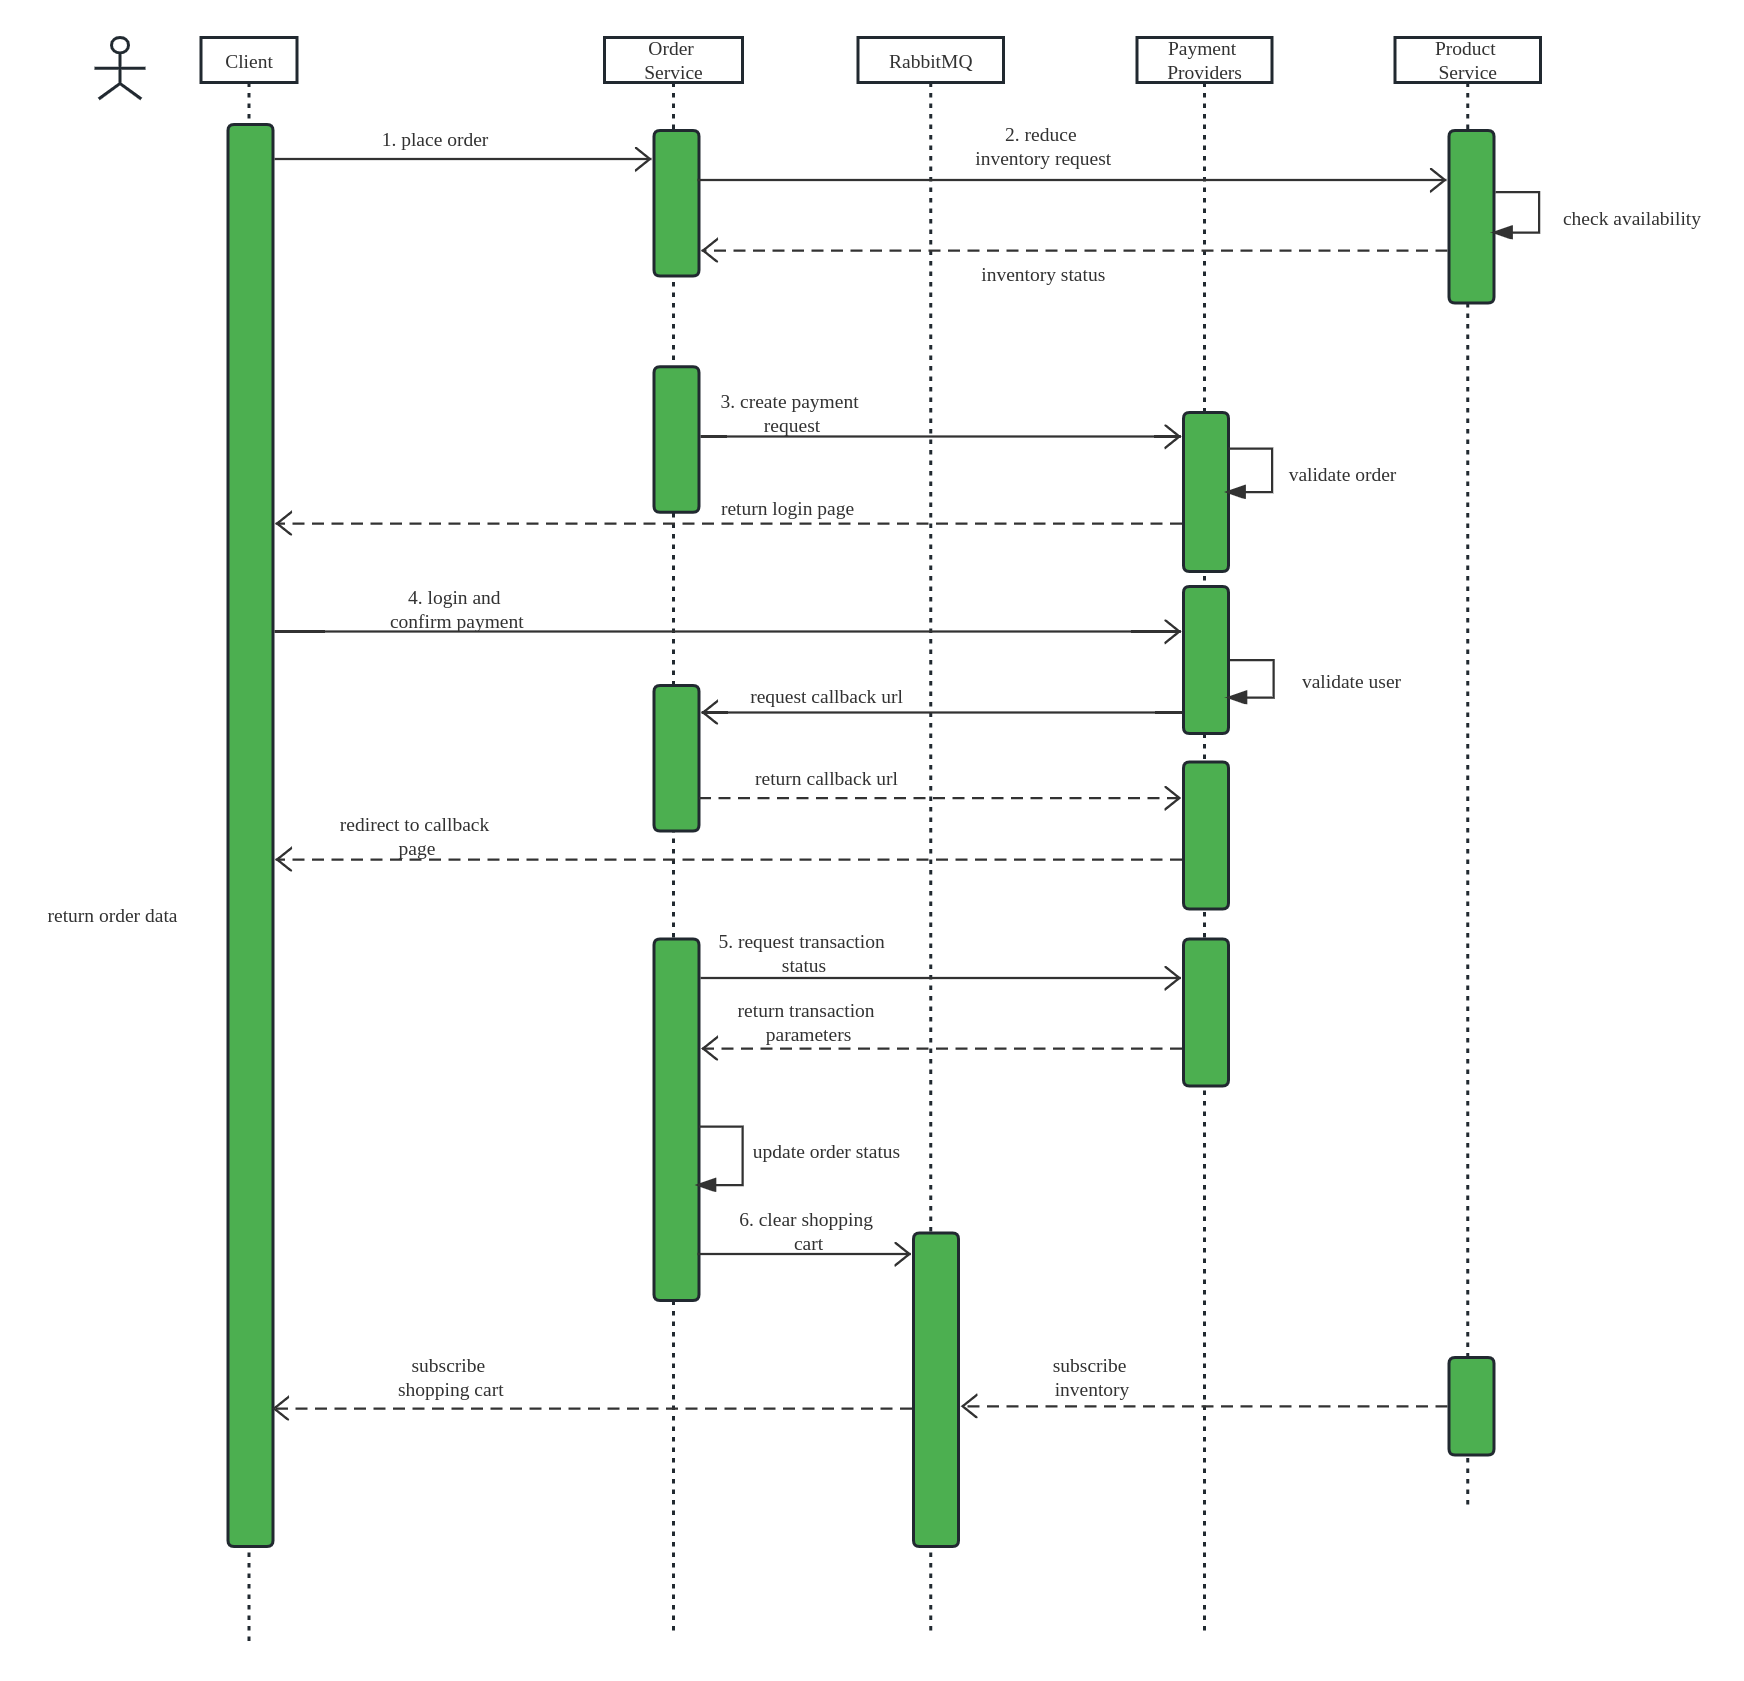 Client
Order
Service
RabbitMQ
Payment
Providers
Product
Service
1. place order
2. reduce
inventory request
check availability
inventory status
3. create payment
request
validate order
return login page
4. login and
confirm payment
validate user
request callback url
return callback url
redirect to callback
page
return order data
5. request transaction
status
return transaction
parameters
update order status
6. clear shopping
cart
subscribe
shopping cart
subscribe
inventory